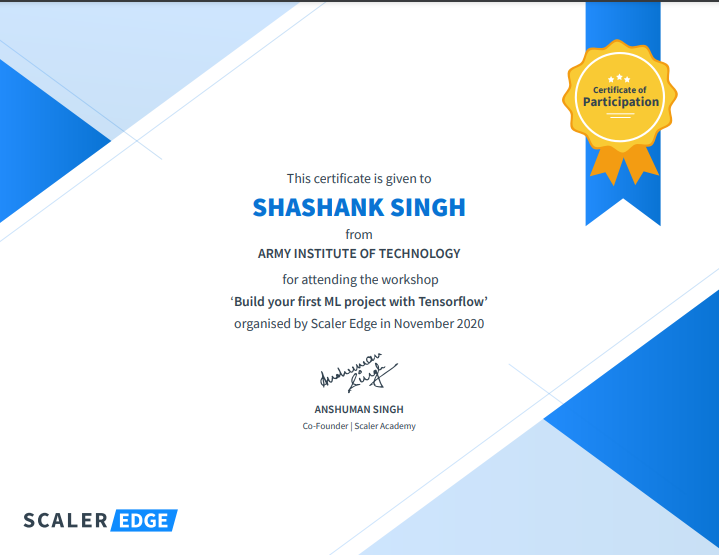 Certificate of
Participation
This certificate is given to
SHASHANK SINGH
from
ARMY INSTITUTE OF TECHNOLOGY
for attending the workshop
‘Build your first ML project with Tensorflow’
organised by Scaler Edge in November 2020
Anshuman
Singh
ANSHUMAN SINGH
Co-Founder | Scaler Academy
SCALER EDGE